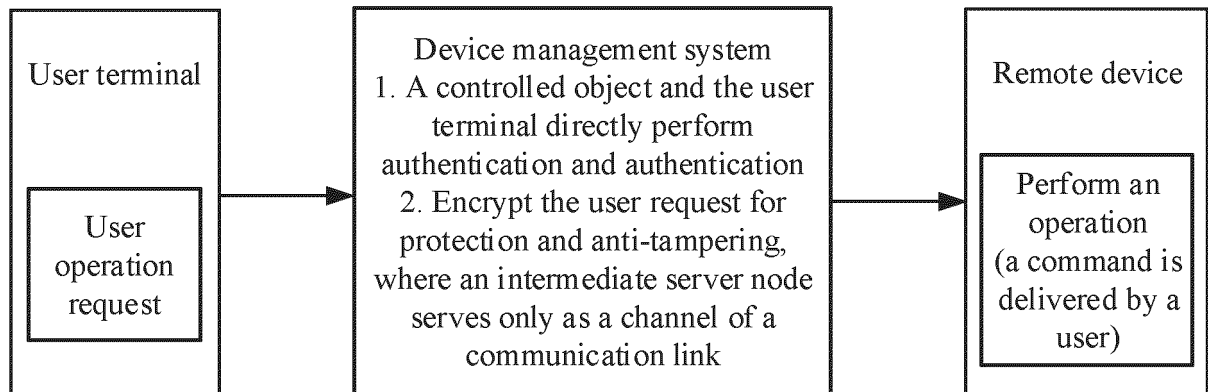 User terminal
User
operation
request
Device management system
1. A controlled object and the user
terminal directly perform
authentication and authentication
2. Encrypt the user request for
protection and anti-tampering,
where an intermediate server node
serves only as a channel of a
communication link
Remote device
Perform an
operation
(a command is
delivered by a
user)